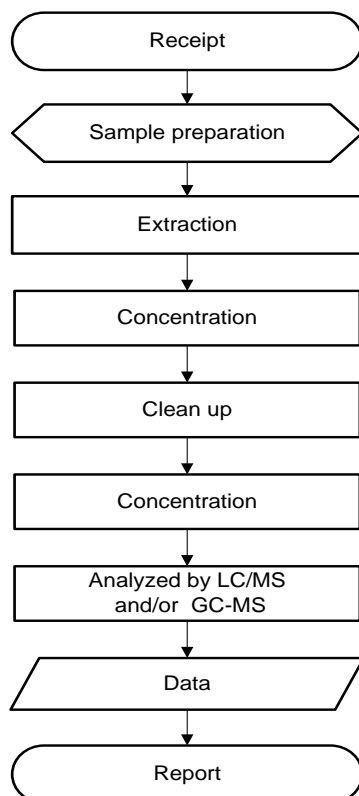 Receipt
Sample preparation
Extraction
Concentration
Clean up
Concentration
Analyzed by LC/MS
and/or GC-MS
Data
Report